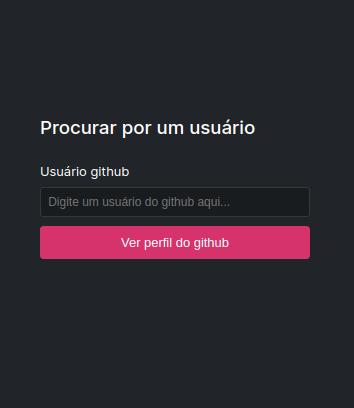 Procurar por um usuário
Usuário github
Digite um usuário do github aqui...
Ver perfil do github